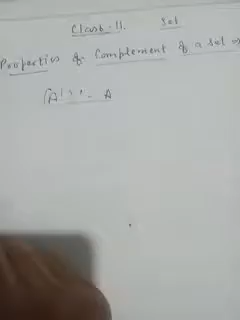 Class-11. Set
Properties of Complement of a set
(A')' = A